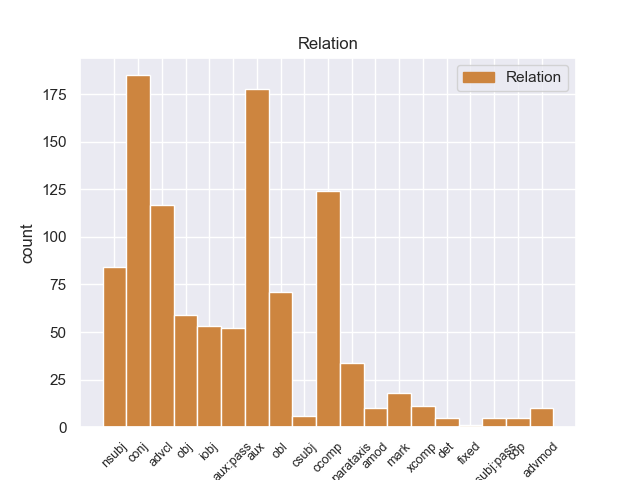 Relation
Relation
count
175
150
125
100
75
50
25
0
nsubj
conj
advcl
obj
iobj
aux:pass
aux
obl
csubj
ccomp
parataxis
amod
mark
xcomp
det
fixed
subj:pass
cop
advmod